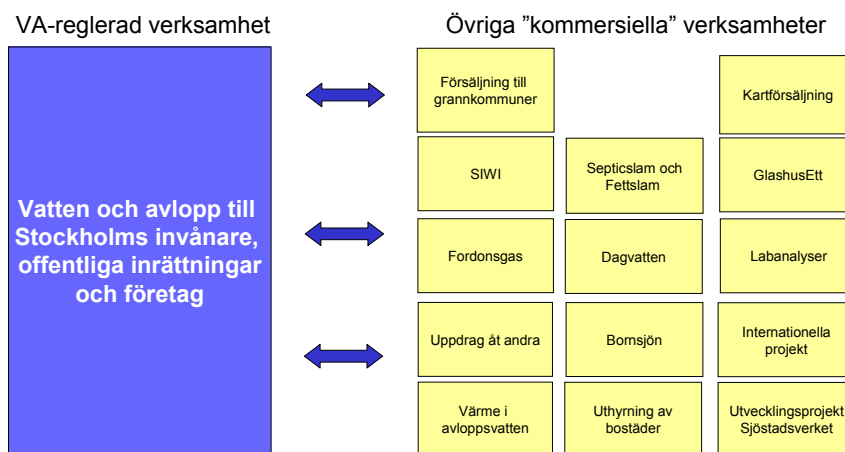 VA-reglerad verksamhet
Övriga ”kommersiella” verksamheter
Vatten och avlopp till
Stockholms invånare,
offentliga inrättningar
och företag
Försäljning till
grannkommuner
Kartförsäljning
SIWI
Septicslam och
Fettslam
GlashusEtt
Fordonsgas
Dagvatten
Labanalyser
Uppdrag åt andra
Bornsjön
Internationella
projekt
Värme i
avloppsvatten
Uthyrning av
bostäder
Utvecklingsprojekt
Sjöstadsverket